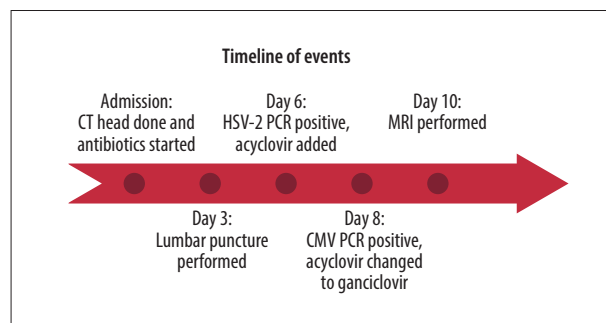 Timeline of events
Admission:
CT head done and
antibiotics started
Day 3:
Lumbar puncture
performed
Day 6:
HSV-2 PCR positive,
acyclovir added
Day 8:
CMV PCR positive,
acyclovir changed
to ganciclovir
Day 10:
MRI performed